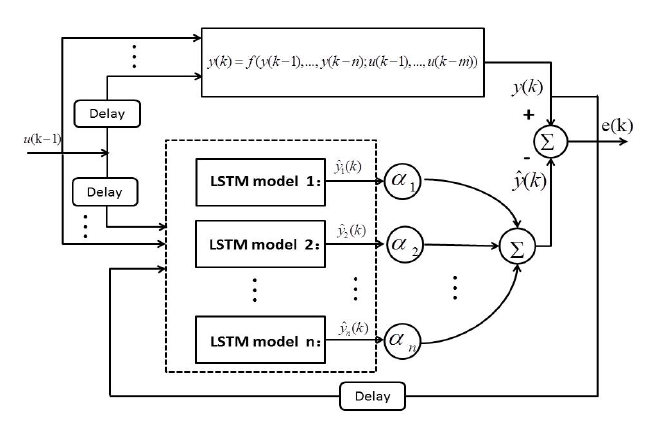 y(k) = f(y(k−1),..., y(k−n);u(k−1),...,u(k−m))
y(k)
+
Delay
e(k)
u(k−1)
Σ
-
ŷ(k)
LSTM model 1:
ŷ₁(k)
α₁
Delay
LSTM model 2:
ŷ₂(k)
α₂
Σ
LSTM model n:
ŷₙ(k)
αₙ
Delay